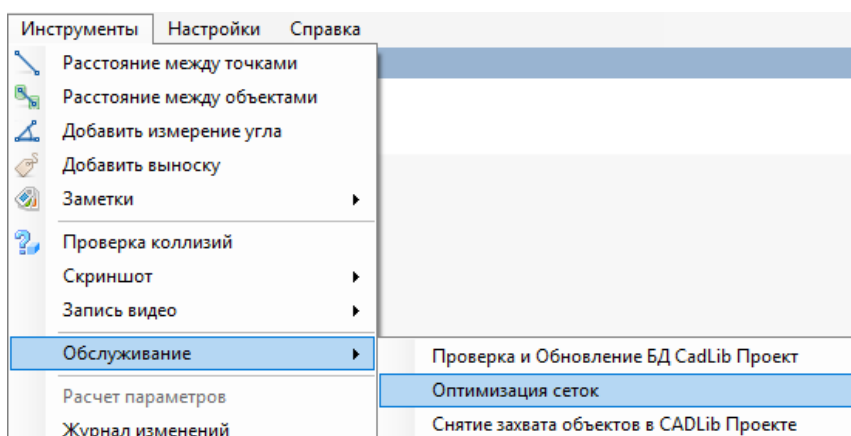 Инструменты Настройки Справка
Расстояние между точками
Расстояние между объектами
Добавить измерение угла
Добавить выноску
Заметки
Проверка коллизий
Скриншот
Запись видео
Обслуживание
Проверка и Обновление БД CadLib Проект
Оптимизация сеток
Расчет параметров
Снятие захвата объектов в CADLib Проекте
Журнал изменений